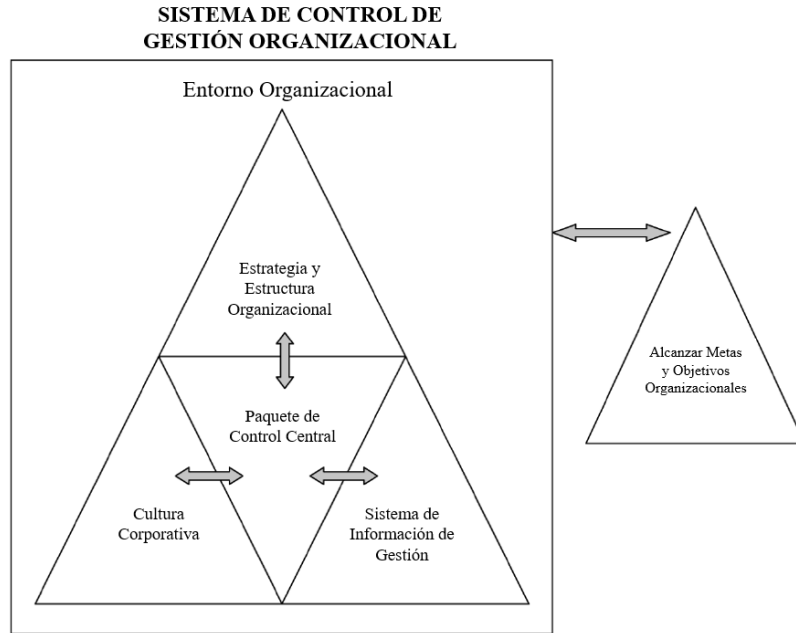 SISTEMA DE CONTROL DE
GESTIÓN ORGANIZACIONAL
Entorno Organizacional
Estrategia y
Estructura
Organizacional
Alcanzar Metas
y Objetivos
Organizacionales
Paquete de
Control Central
Cultura
Corporativa
Sistema de
Información de
Gestión